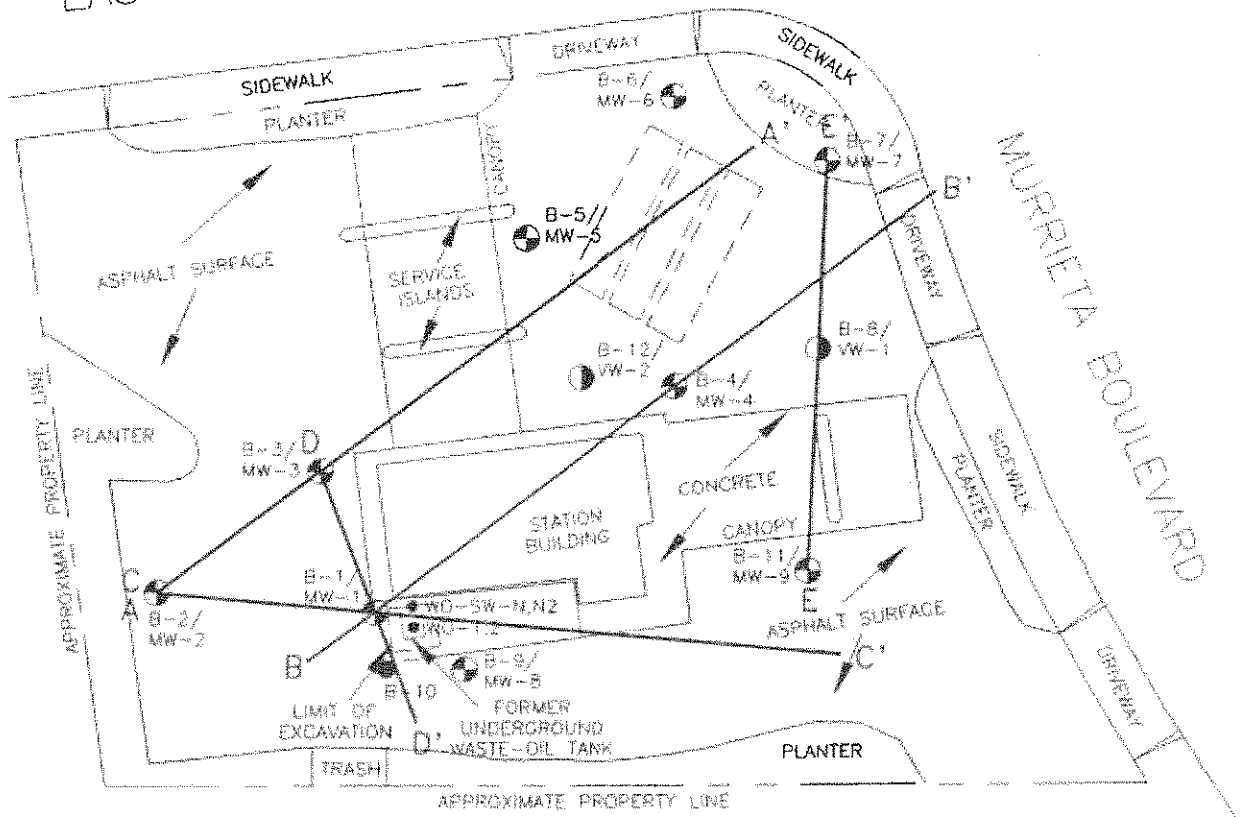 DRIVEWAY
SIDEWALK
SIDEWALK
PLANTER
PLANTER
B-6/
MW-6
A'
E'
B-7/
MW-7
B'
MURRIETA BOULEVARD
CANOPY
B-5/
MW-5
ASPHALT SURFACE
SERVICE
ISLANDS
DRIVEWAY
B-8/
VW-1
B-12/
VW-2
B-4/
MW-4
APPROXIMATE PROPERTY LINE
PLANTER
B-3/
MW-3
D
CONCRETE
SIDEWALK
PLANTER
STATION
BUILDING
CANOPY
B-11/
MW-9
E
C
A
B-2/
MW-2
B-1/
MW-1
WO-SW-N,N2
WO-1,2
ASPHALT SURFACE
C'
B
B-10
B-9/
MW-8
LIMIT OF
EXCAVATION
FORMER
UNDERGROUND
WASTE-OIL TANK
D'
DRIVEWAY
TRASH
PLANTER
APPROXIMATE PROPERTY LINE